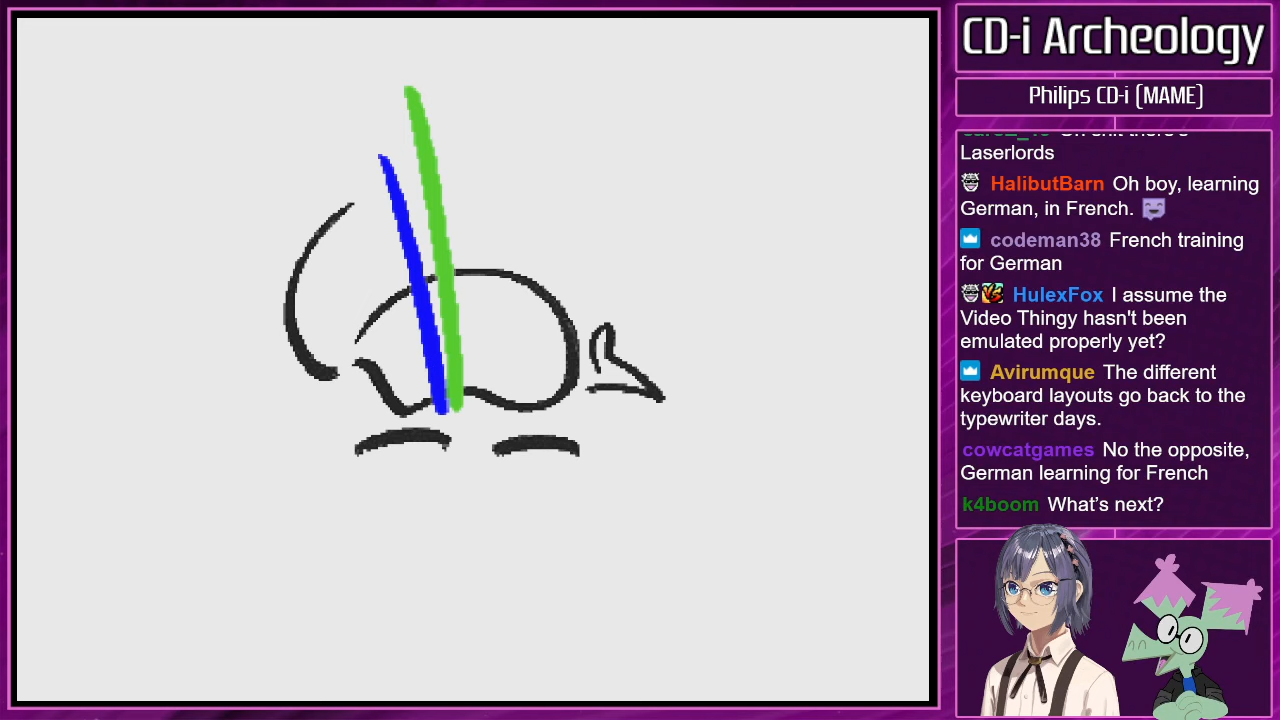 CD-i Archeology
Philips CD-i [MAME]
Laserlords
HalibutBarn Oh boy, learning
German, in French.
codeman38 French training
for German
HulexFox I assume the
Video Thingy hasn't been
emulated properly yet?
Avirumque The different
keyboard layouts go back to the
typewriter days.
cowcatgames No the opposite,
German learning for French
k4boom What's next?